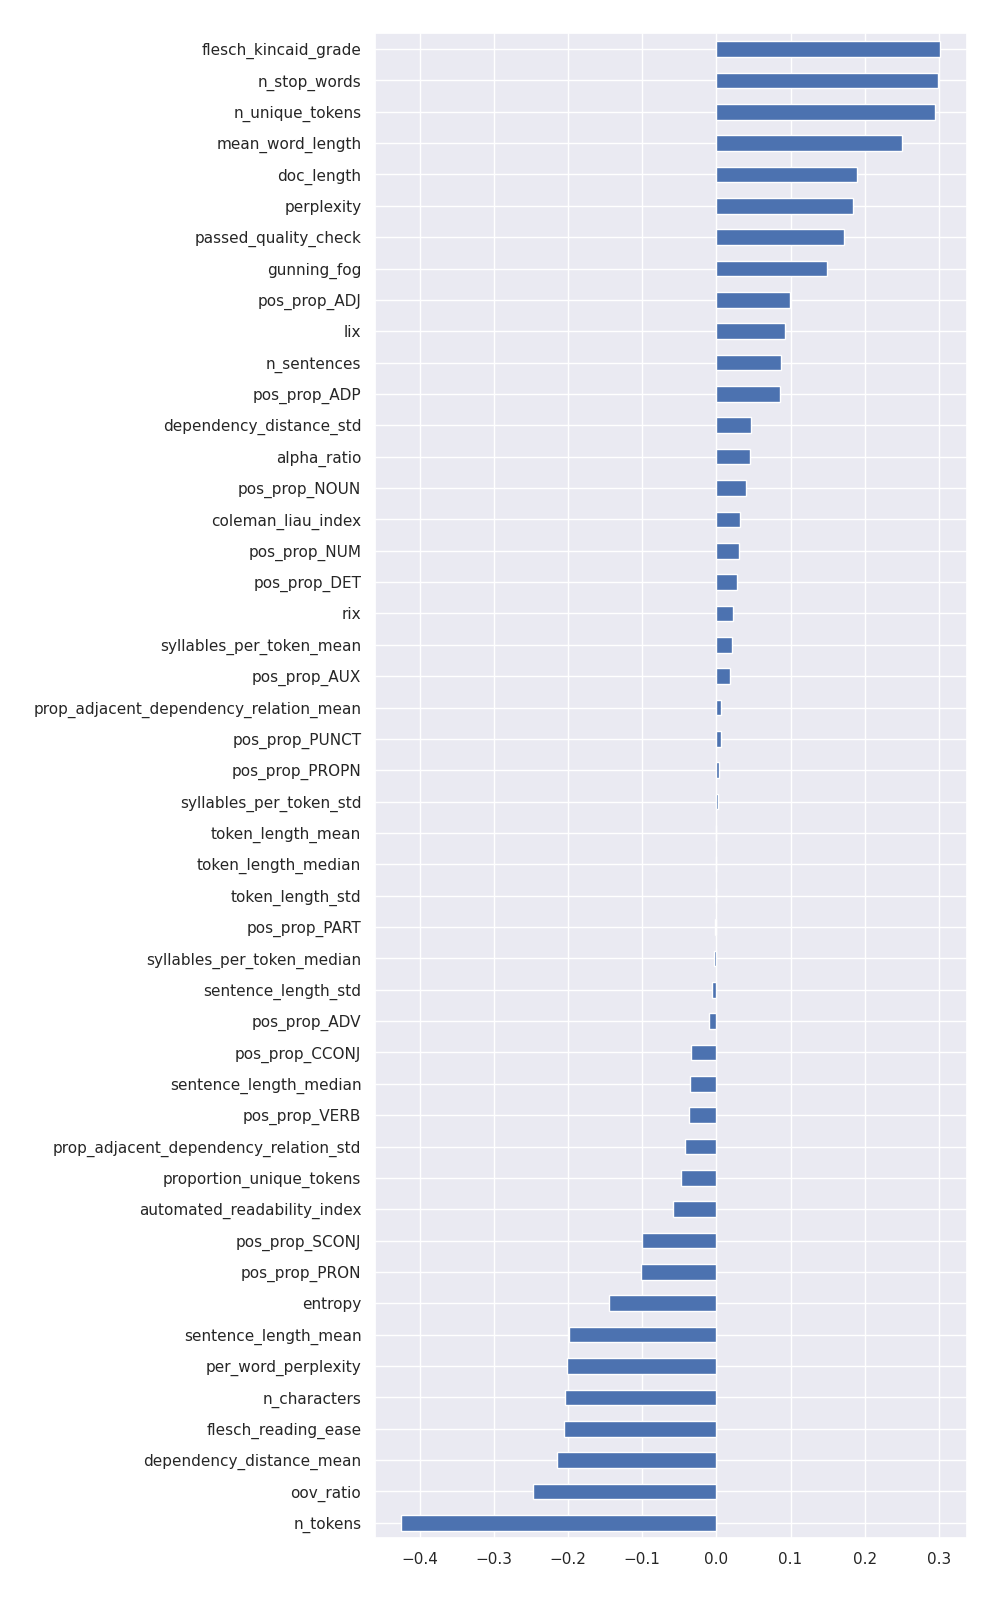 flesch_kincaid_grade
n_stop_words
n_unique_tokens
mean_word_length
doc_length
perplexity
passed_quality_check
gunning_fog
pos_prop_ADJ
lix
n_sentences
pos_prop_ADP
dependency_distance_std
alpha_ratio
pos_prop_NOUN
coleman_liau_index
pos_prop_NUM
pos_prop_DET
rix
syllables_per_token_mean
pos_prop_AUX
prop_adjacent_dependency_relation_mean
pos_prop_PUNCT
pos_prop_PROPN
syllables_per_token_std
token_length_mean
token_length_median
token_length_std
pos_prop_PART
syllables_per_token_median
sentence_length_std
pos_prop_ADV
pos_prop_CCONJ
sentence_length_median
pos_prop_VERB
prop_adjacent_dependency_relation_std
proportion_unique_tokens
automated_readability_index
pos_prop_SCONJ
pos_prop_PRON
entropy
sentence_length_mean
per_word_perplexity
n_characters
flesch_reading_ease
dependency_distance_mean
oov_ratio
n_tokens
−0.4 −0.3 −0.2 −0.1 0.0 0.1 0.2 0.3